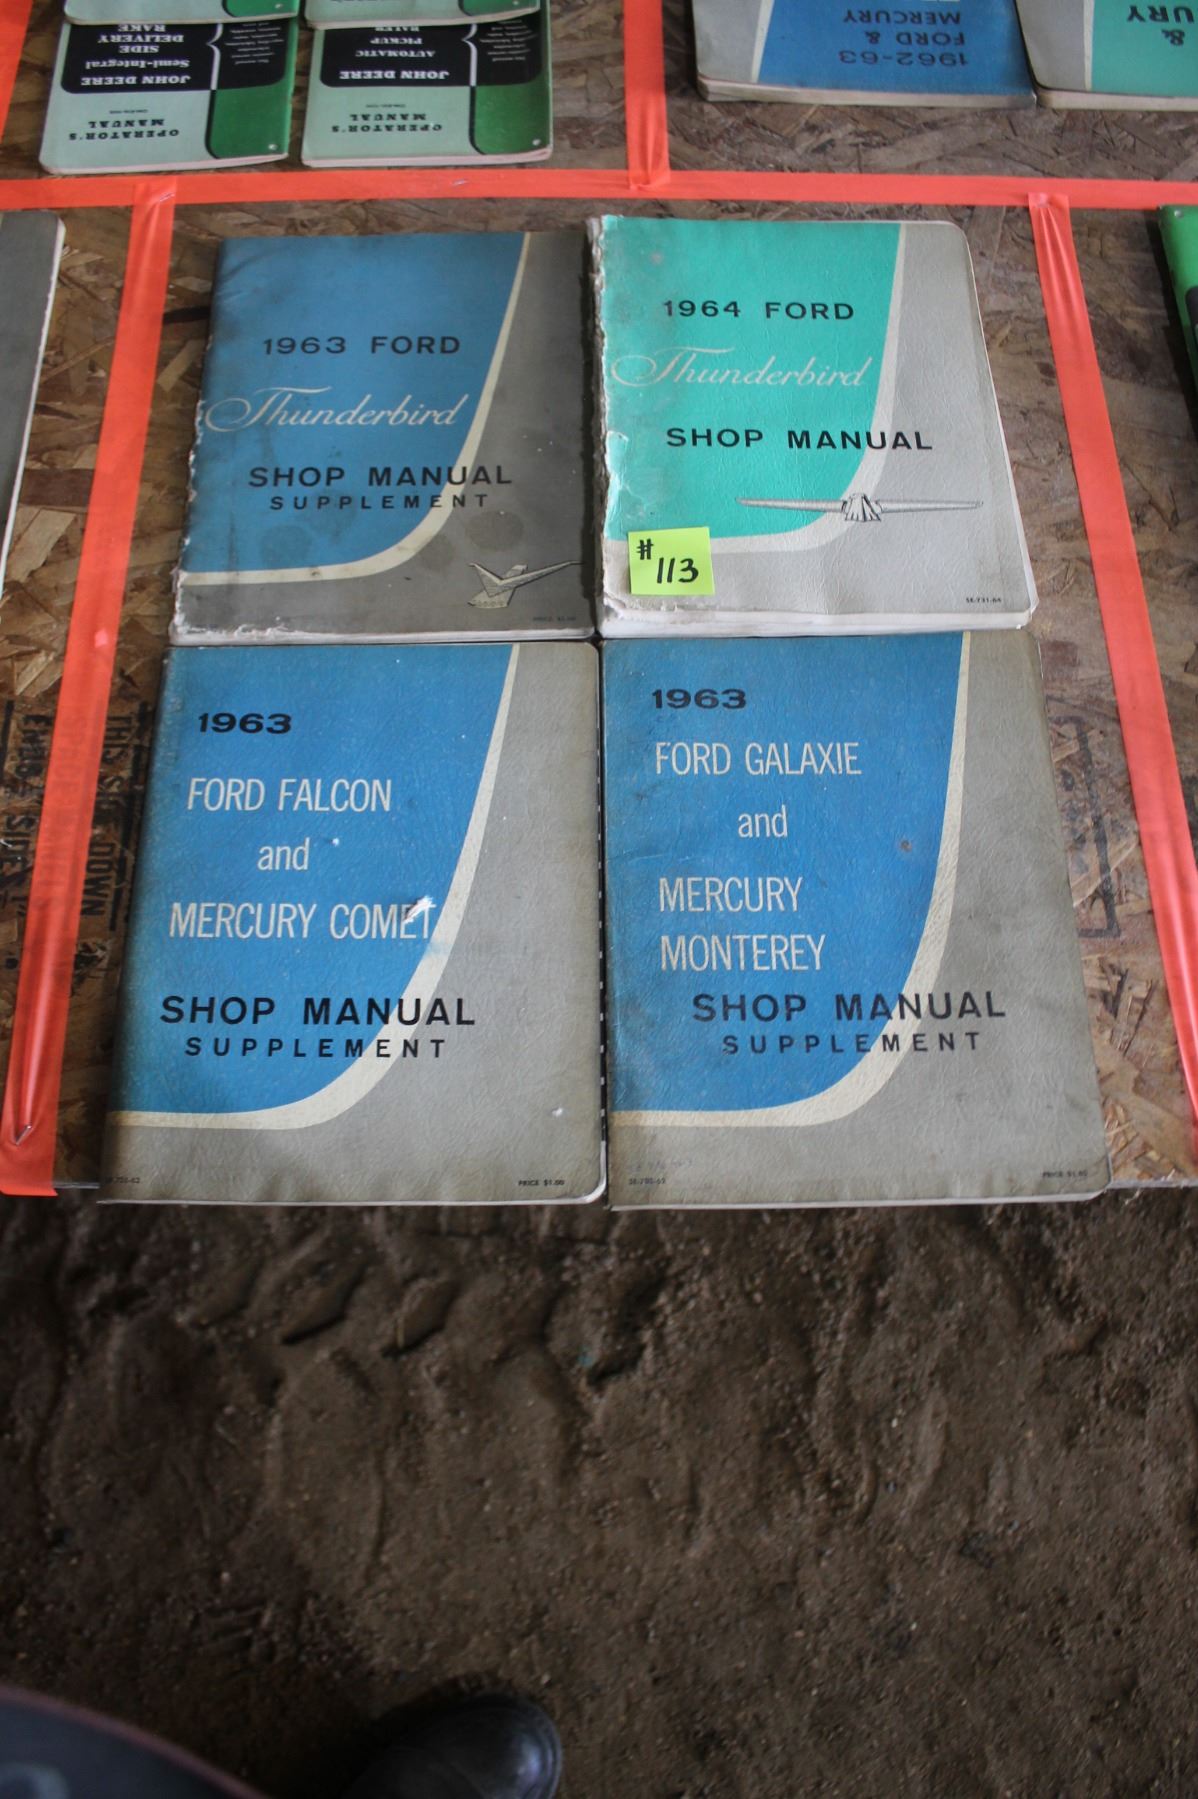 OPERATOR'S
MANUAL
JOHN DEERE
Semi-Integral
SIDE
DELIVERY
RAKE
OPERATOR'S
MANUAL
JOHN DEERE
AUTOMATIC
PICKUP
BALER
1962-63
FORD &
MERCURY
&
URY
1963 FORD
Thunderbird
SHOP MANUAL
SUPPLEMENT
1964 FORD
Thunderbird
SHOP MANUAL
#
113
1963
FORD FALCON
and
MERCURY COMET
SHOP MANUAL
SUPPLEMENT
PRICE $1.00
1963
FORD GALAXIE
and
MERCURY
MONTEREY
SHOP MANUAL
SUPPLEMENT
THIS SIDE DOWN